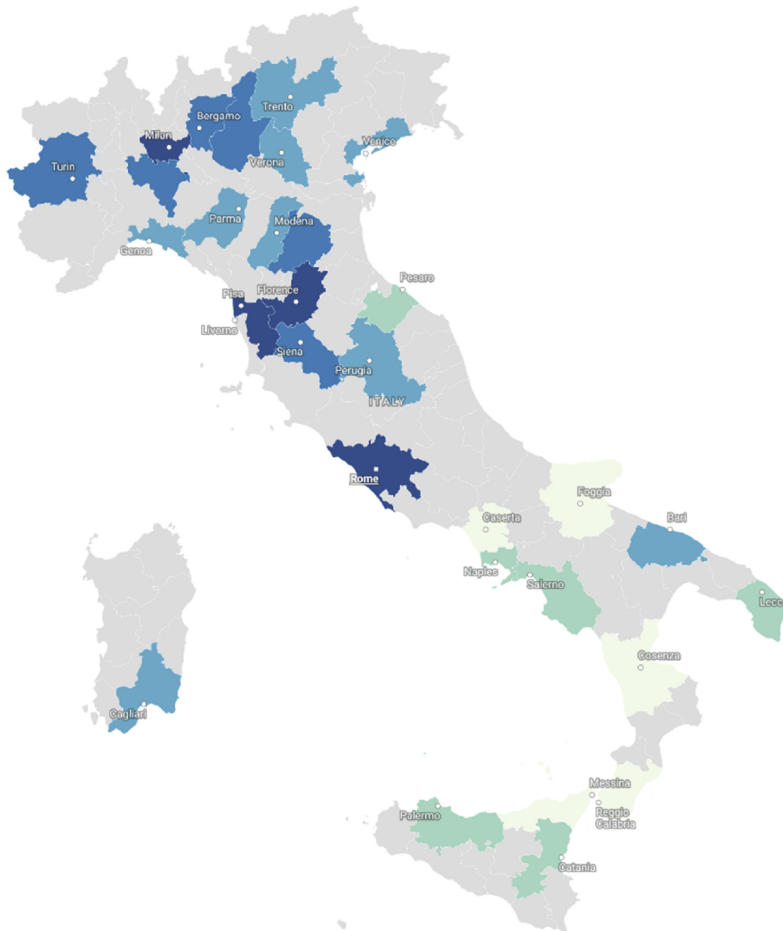 Trento
Bergamo
Milan
Venice
Verona
Turin
Parma
Modena
Genoa
Pesaro
Florence
Pisa
Livorno
Siena
Perugia
ITALY
Rome
Foggia
Caserta
Bari
Naples
Salerno
Lecc
Cosenza
Cagliari
Messina
Palermo
Reggio
Calabria
Catania